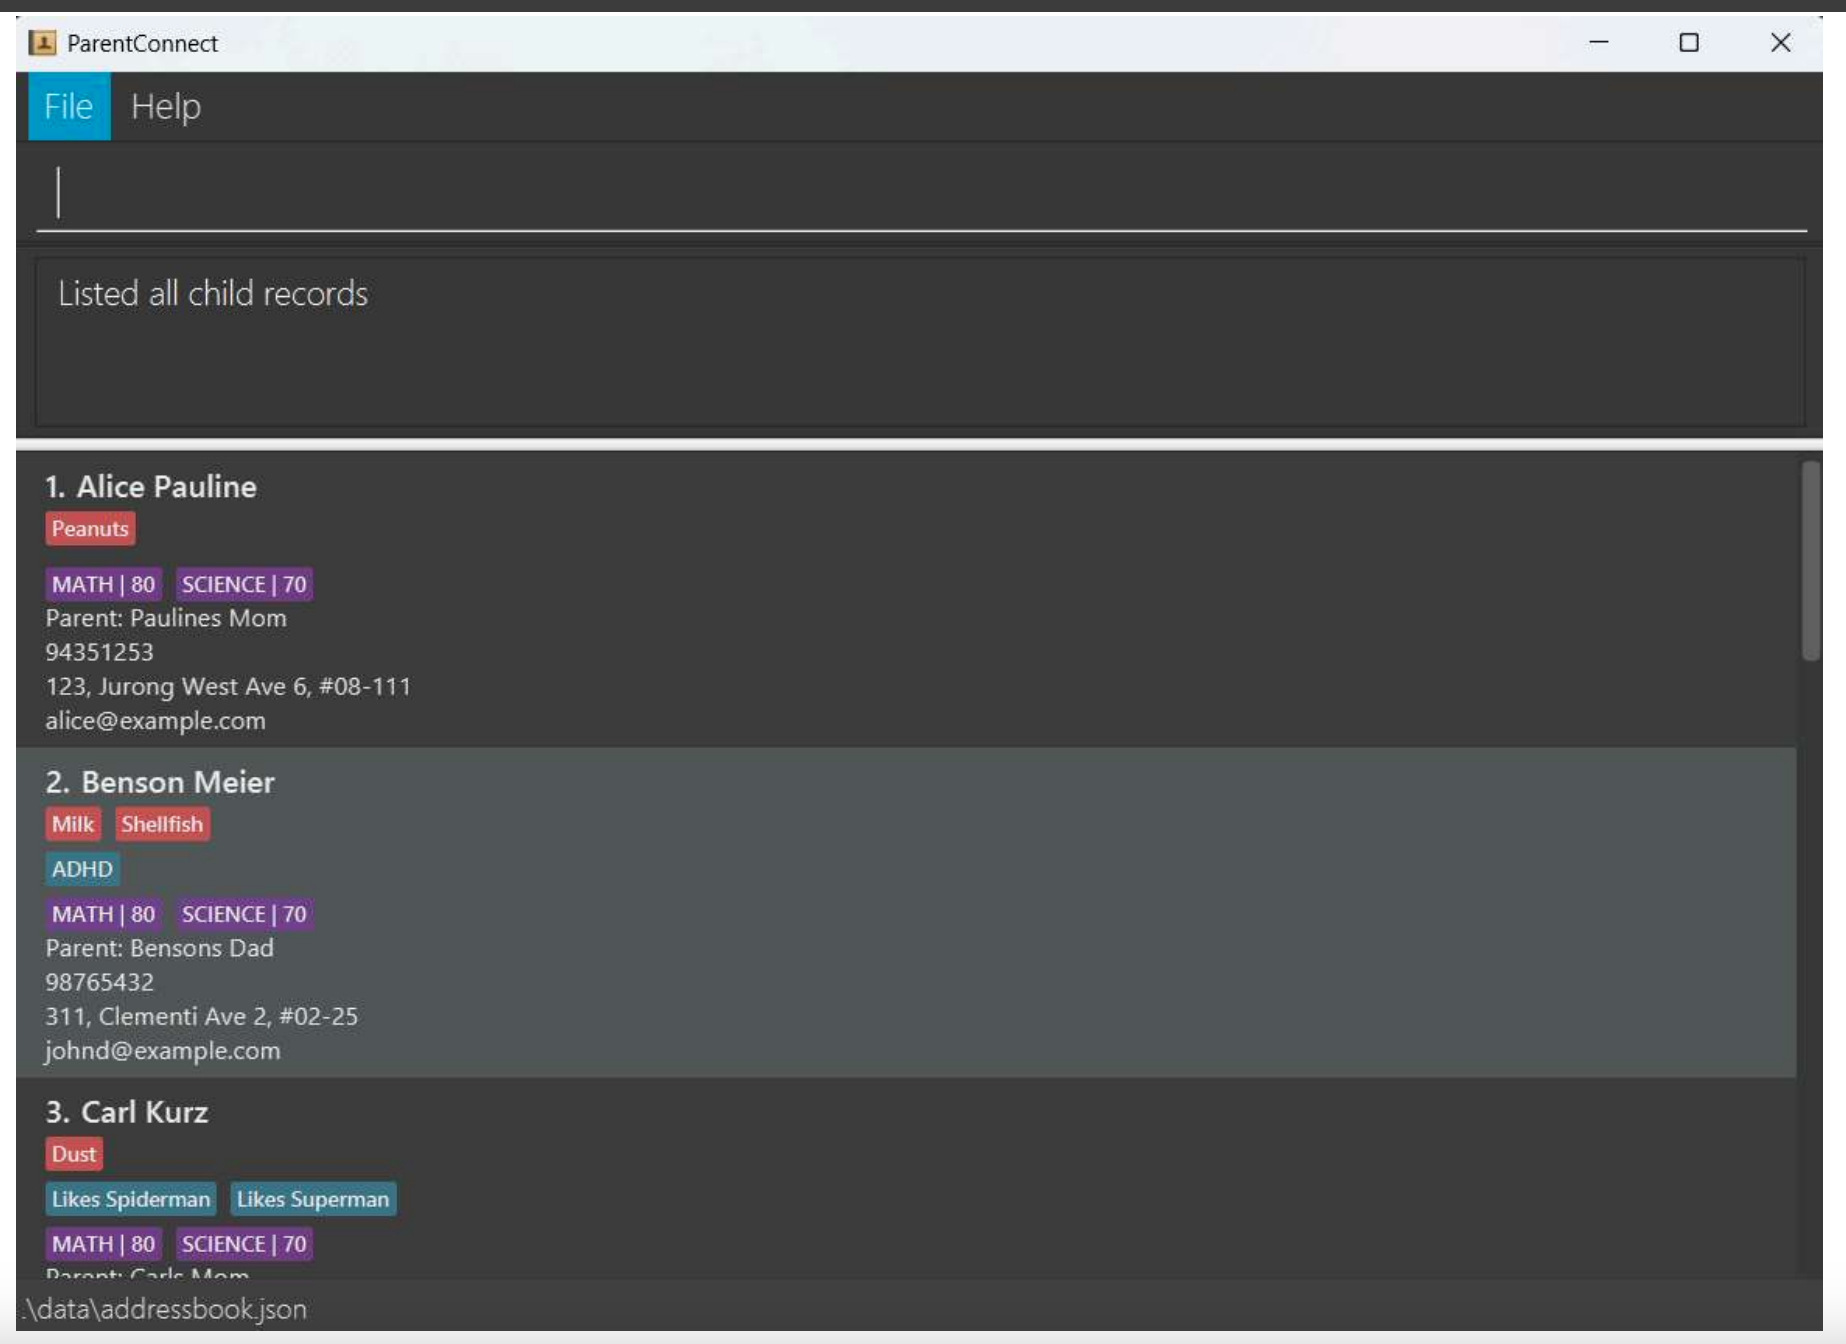 ParentConnect
File Help
Listed all child records
1. Alice Pauline
Peanuts
MATH | 80 SCIENCE | 70
Parent: Paulines Mom
94351253
123, Jurong West Ave 6, #08-111
alice@example.com
2. Benson Meier
Milk Shellfish
ADHD
MATH | 80 SCIENCE | 70
Parent: Bensons Dad
98765432
311, Clementi Ave 2, #02-25
johnd@example.com
3. Carl Kurz
Dust
Likes Spiderman Likes Superman
MATH | 80 SCIENCE | 70
Parent: Carls Mom
.\data\addressbook.json